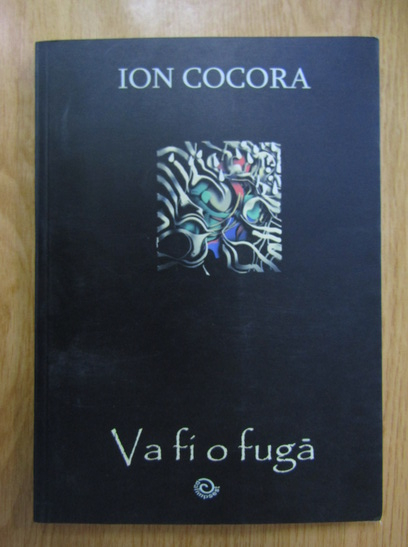 ION COCORA
Va fi o fugă